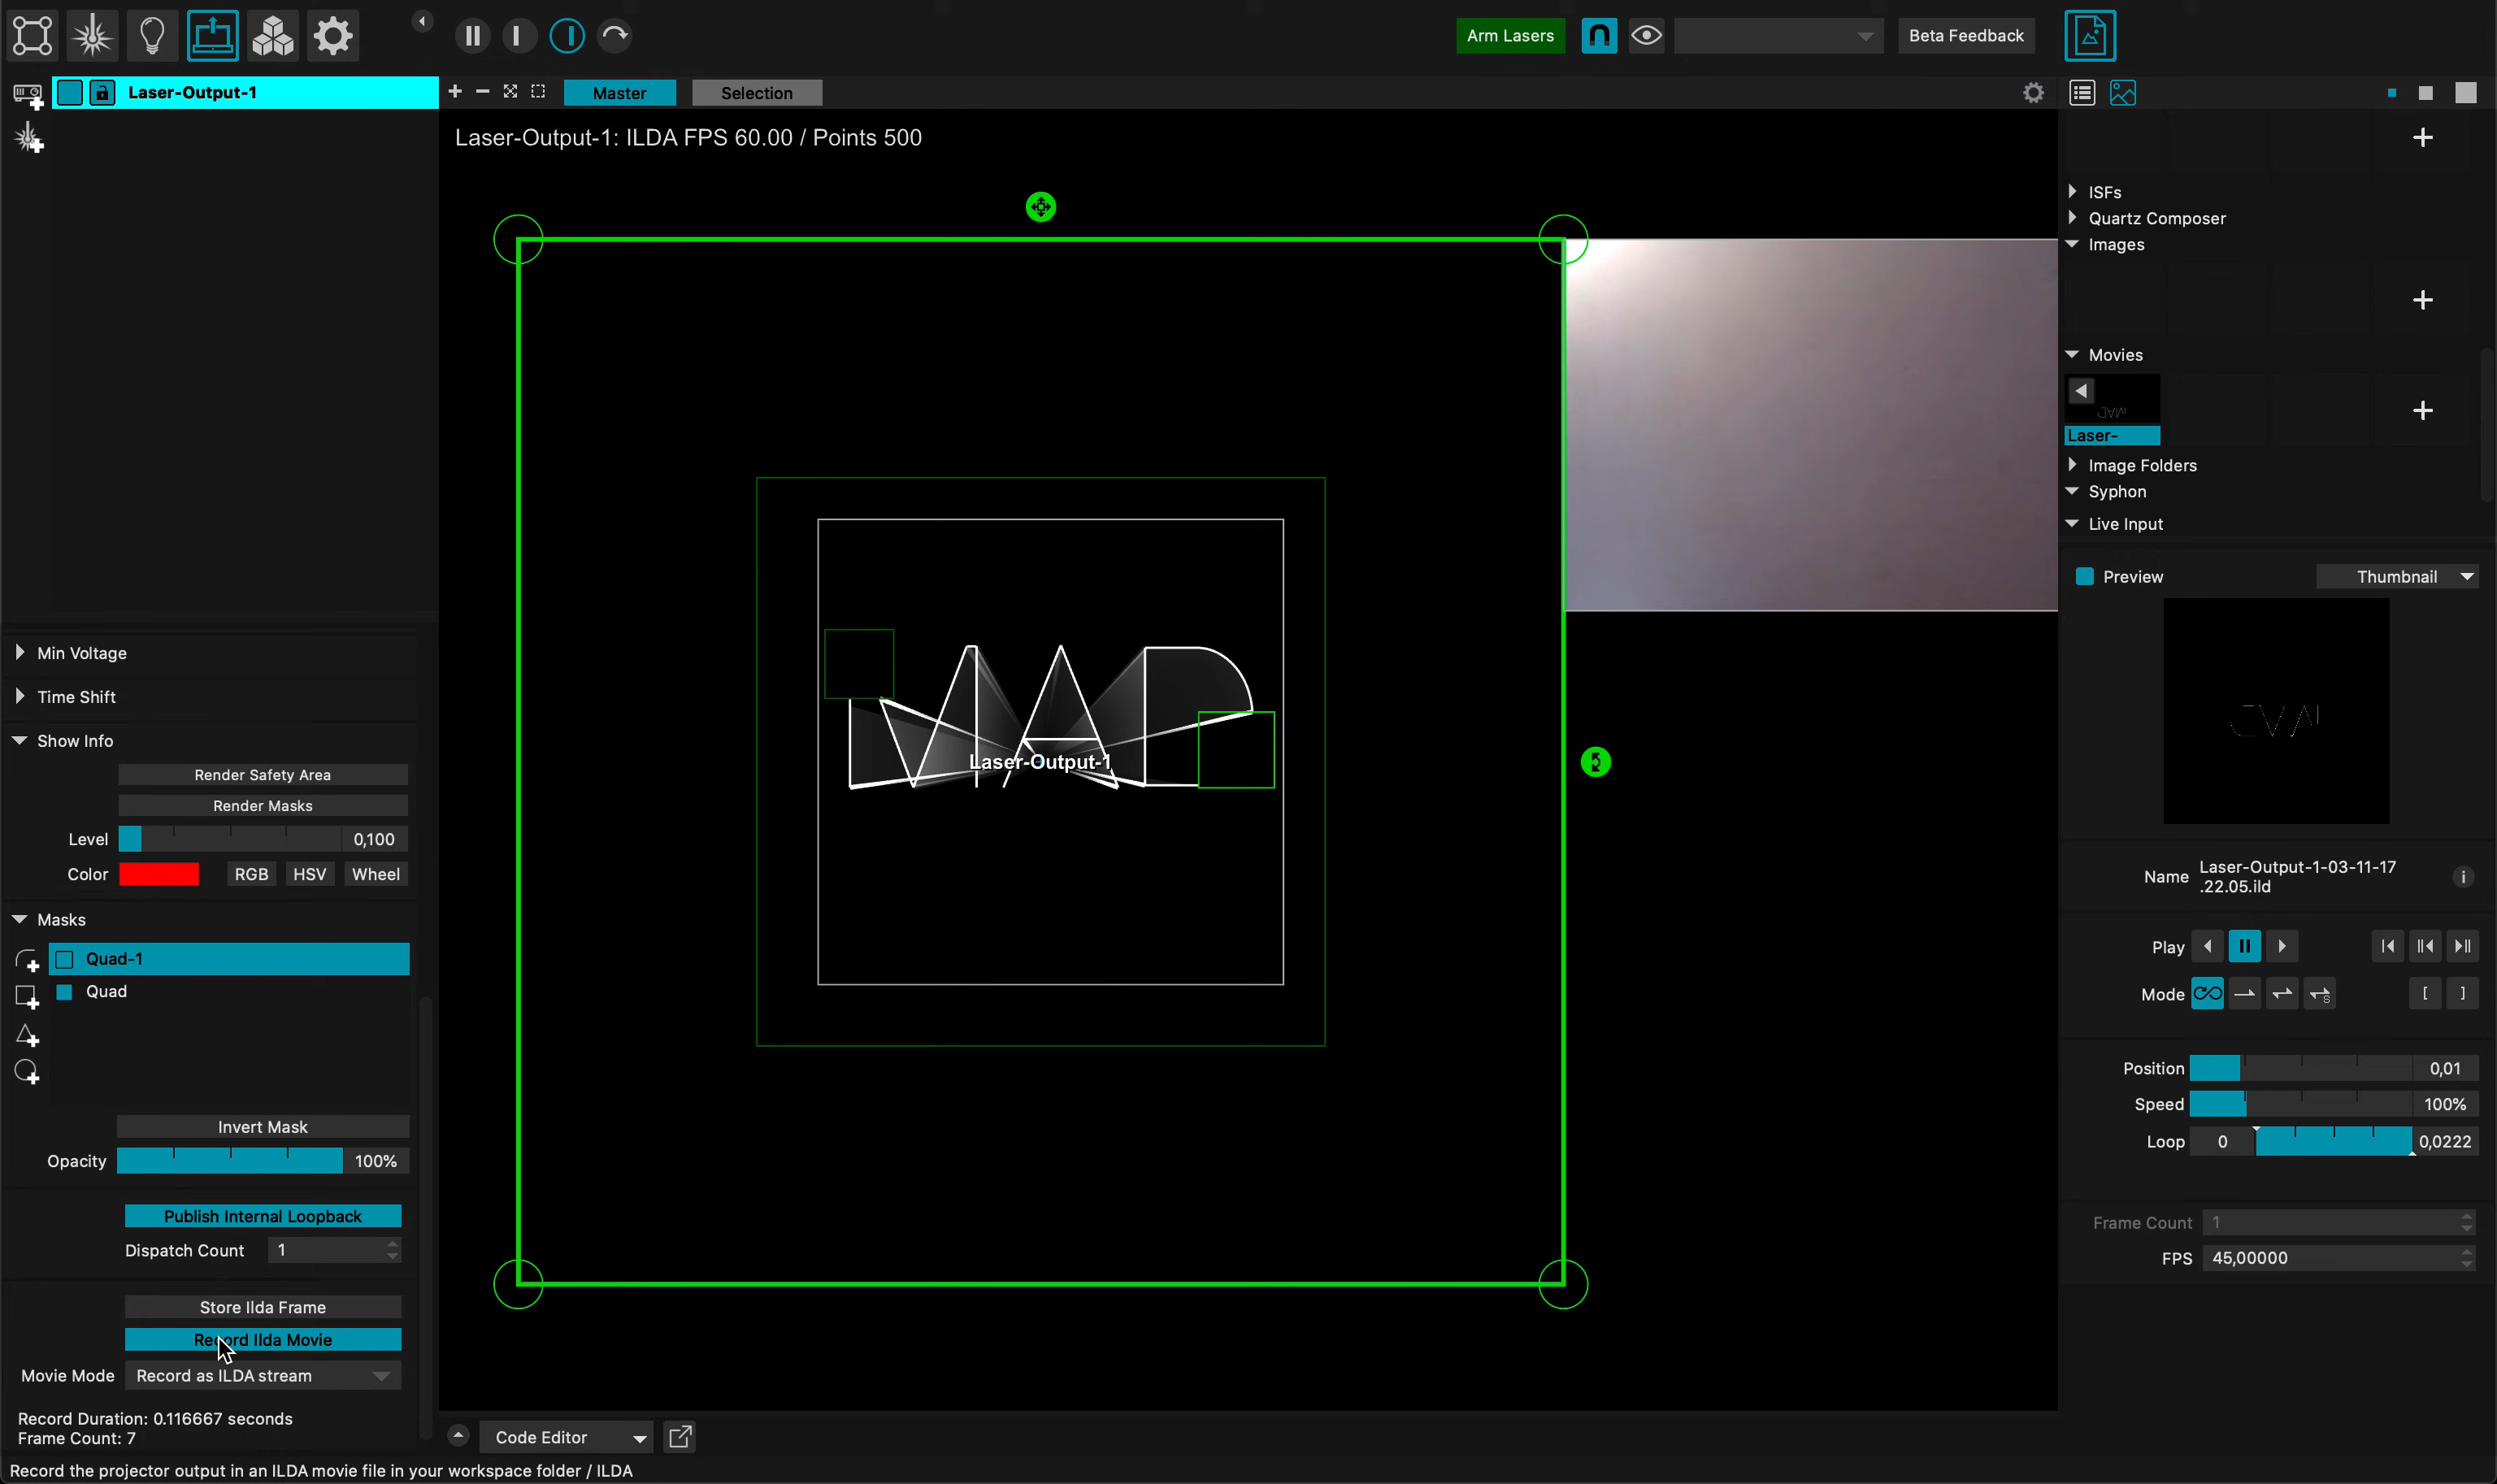 Arm Lasers
Beta Feedback
Laser-Output-1
Master
Selection
Laser-Output-1: ILDA FPS 60.00 / Points 500
Laser-Output-1
Min Voltage
Time Shift
Show Info
Render Safety Area
Render Masks
Level 0,100
Color RGB HSV Wheel
Masks
Quad-1
Quad
Invert Mask
Opacity 100%
Publish Internal Loopback
Dispatch Count 1
Store Ilda Frame
Record Ilda Movie
Movie Mode Record as ILDA stream
Record Duration: 0.116667 seconds
Frame Count: 7
Record the projector output in an ILDA movie file in your workspace folder / ILDA
Code Editor
ISFs
Quartz Composer
Images
Movies
Laser-
Image Folders
Syphon
Live Input
Preview
Thumbnail
Name Laser-Output-1-03-11-17
.22.05.ild
Play
Mode
Position 0,01
Speed 100%
Loop 0 0,0222
Frame Count 1
FPS 45,00000